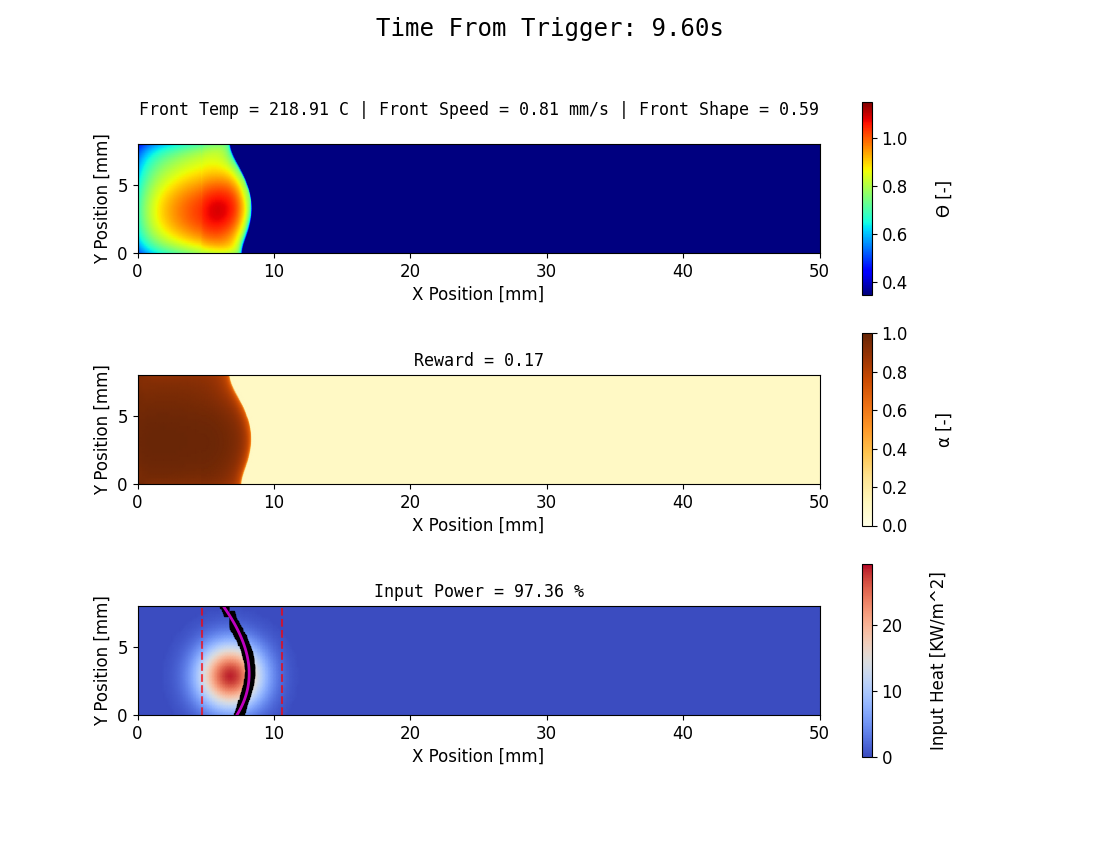 Time From Trigger: 9.60s
Front Temp = 218.91 C | Front Speed = 0.81 mm/s | Front Shape = 0.59
Y Position [mm]
5
0
0 10 20 30 40 50
X Position [mm]
1.0
0.8
0.6
0.4
Θ [-]
Reward = 0.17
Y Position [mm]
5
0
0 10 20 30 40 50
X Position [mm]
1.0
0.8
0.6
0.4
0.2
0.0
α [-]
Input Power = 97.36 %
Y Position [mm]
5
0
0 10 20 30 40 50
X Position [mm]
20
10
0
Input Heat [KW/m^2]